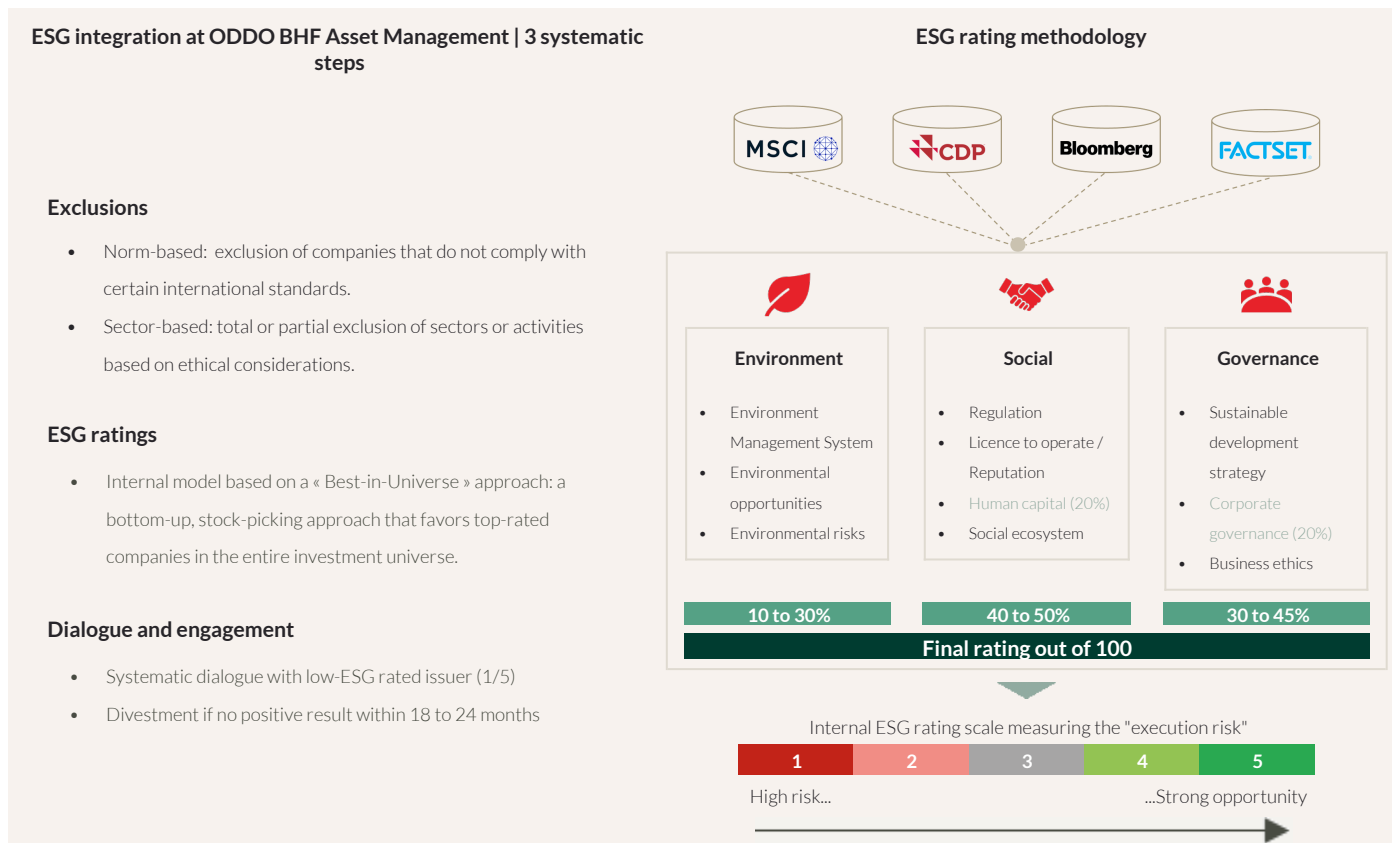 ESG integration at ODDO BHF Asset Management | 3 systematic
steps
Exclusions
• Norm-based: exclusion of companies that do not comply with
certain international standards.
• Sector-based: total or partial exclusion of sectors or activities
based on ethical considerations.
ESG ratings
• Internal model based on a « Best-in-Universe » approach: a
bottom-up, stock-picking approach that favors top-rated
companies in the entire investment universe.
Dialogue and engagement
• Systematic dialogue with low-ESG rated issuer (1/5)
• Divestment if no positive result within 18 to 24 months
ESG rating methodology
MSCI
CDP
Bloomberg
FACTSET
Environment
• Environment
Management System
• Environmental
opportunities
• Environmental risks
10 to 30%
Social
• Regulation
• Licence to operate /
Reputation
• Human capital (20%)
• Social ecosystem
40 to 50%
Governance
• Sustainable
development
strategy
• Corporate
governance (20%)
• Business ethics
30 to 45%
Final rating out of 100
Internal ESG rating scale measuring the "execution risk"
1 2 3 4 5
High risk... ...Strong opportunity